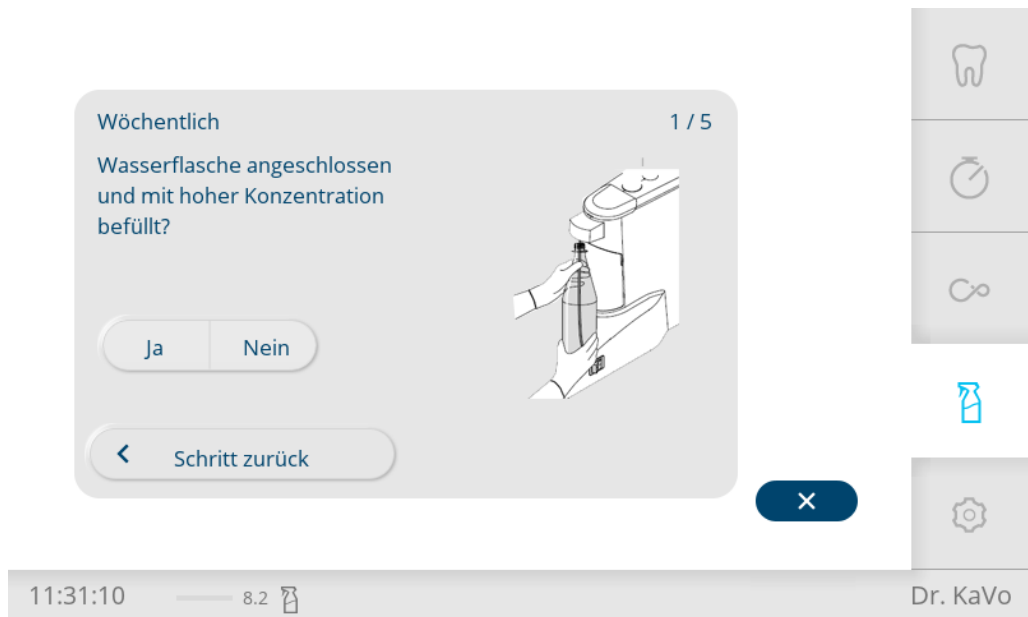 Wöchentlich 1 / 5
Wasserflasche angeschlossen
und mit hoher Konzentration
befüllt?
Ja Nein
Schritt zurück
11:31:10 8.2 Dr. KaVo